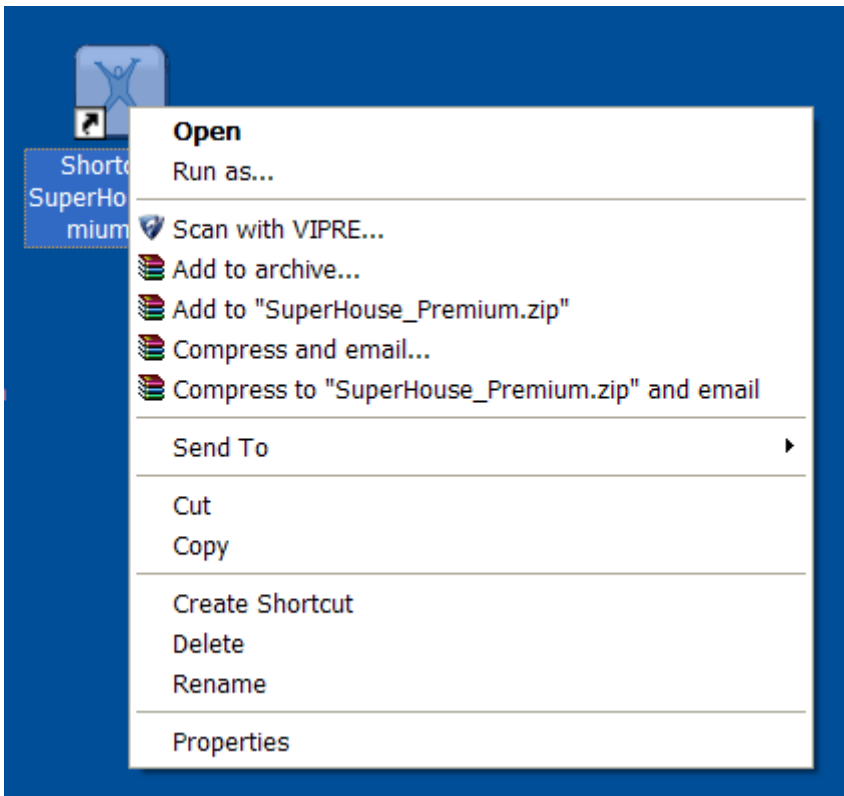 Open
Run as...
Scan with VIPRE...
Add to archive...
Add to "SuperHouse_Premium.zip"
Compress and email...
Compress to "SuperHouse_Premium.zip" and email
Send To
Cut
Copy
Create Shortcut
Delete
Rename
Properties